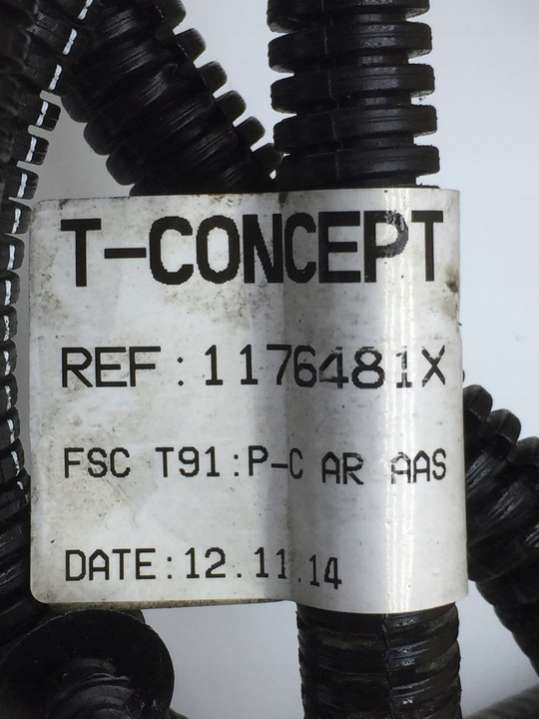 T-CONCEPT
REF:1176481X
FSC T91:P-C AR AAS
DATE:12.11.14